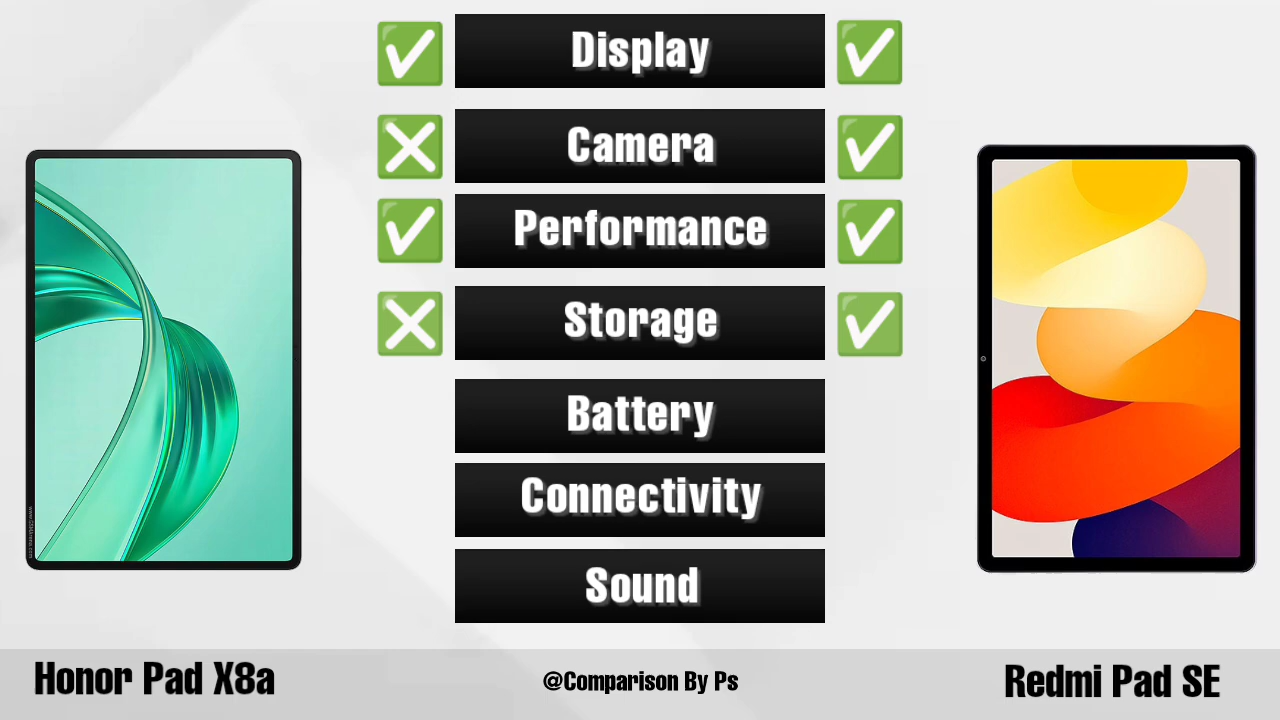 Display
Camera
Performance
Storage
Battery
Connectivity
Sound
Honor Pad X8a
@Comparison By Ps
Redmi Pad SE